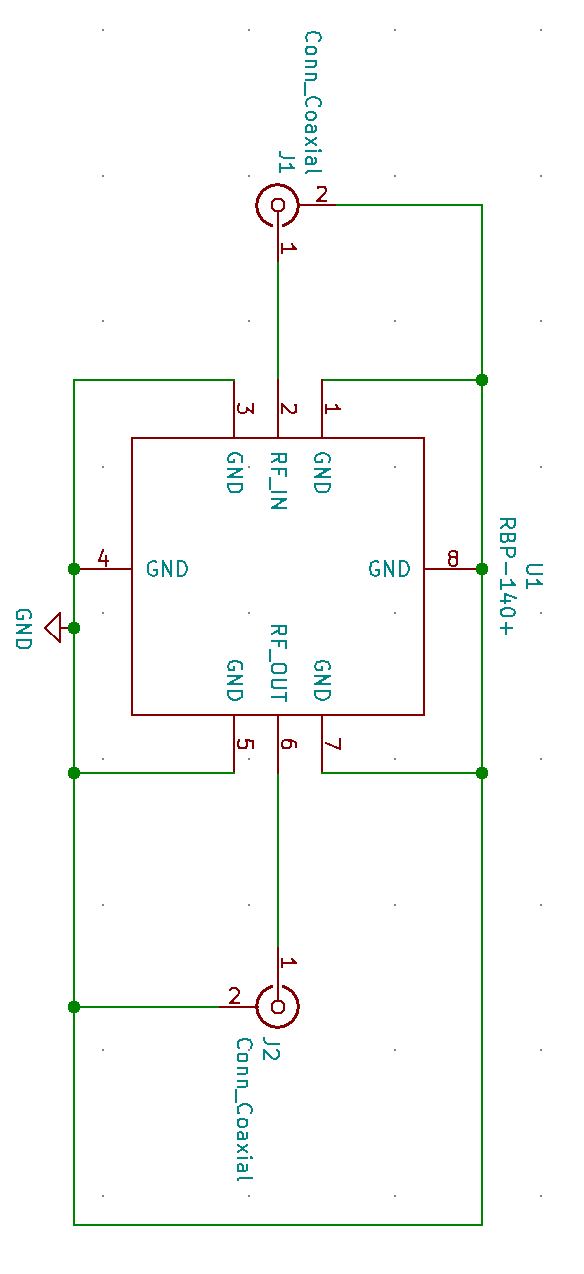 Conn_Coaxial
J1
2
1
3
2
1
GND
RF_IN
GND
4
GND
GND
8
RBP-140+
U1
GND
GND
RF_OUT
GND
5
6
7
1
2
J2
Conn_Coaxial